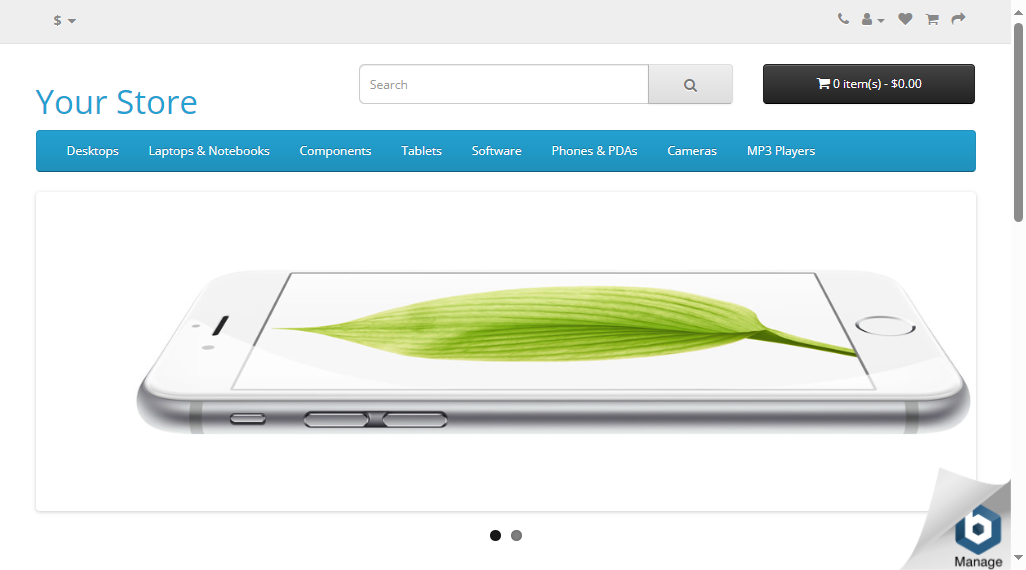 $
Your Store
Search
0 item(s) - $0.00
Desktops
Laptops & Notebooks
Components
Tablets
Software
Phones & PDAs
Cameras
MP3 Players
b
Manage